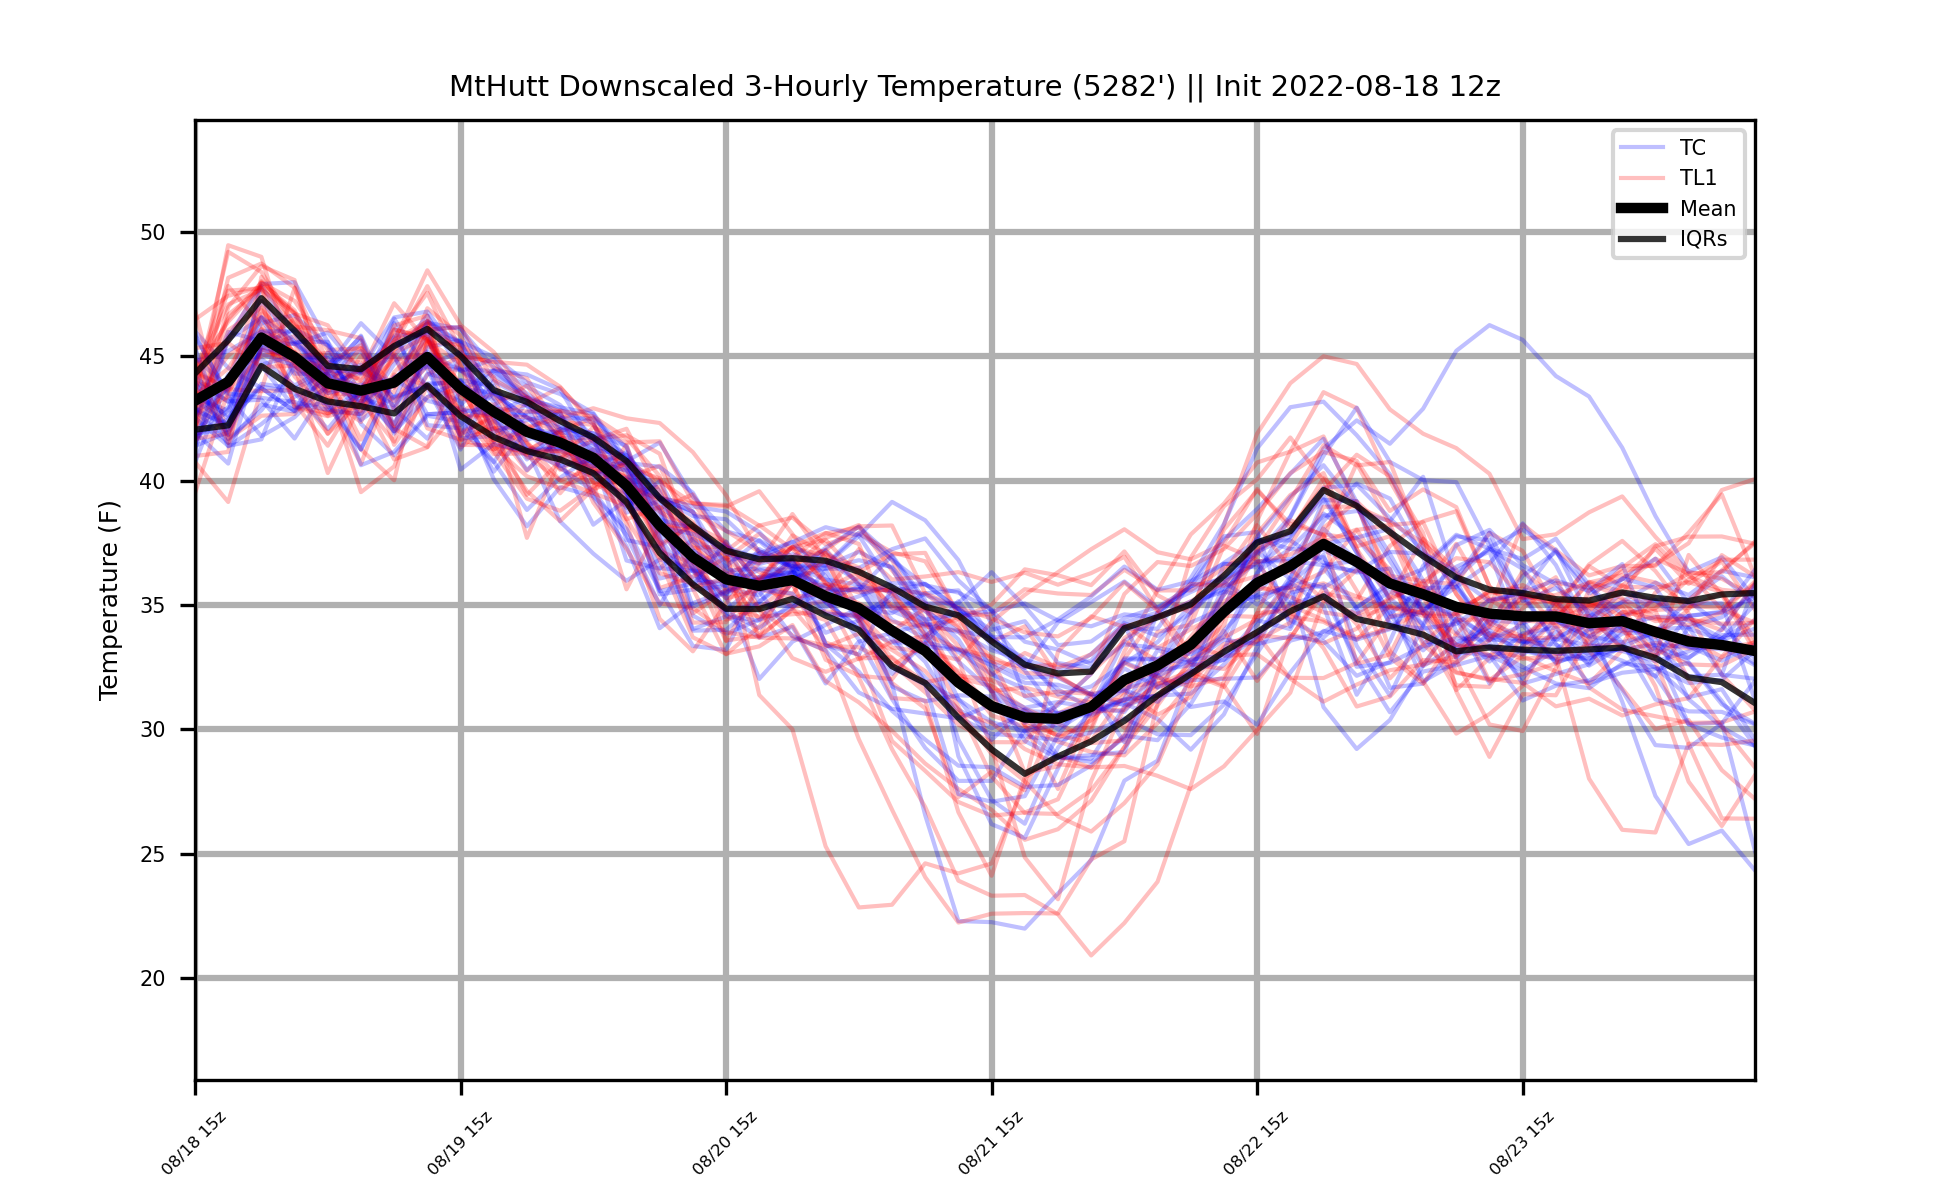 MtHutt Downscaled 3-Hourly Temperature (5282') || Init 2022-08-18 12z
TC
TL1
Mean
IQRs
Temperature (F)
50
45
40
35
30
25
20
08/18 15z
08/19 15z
08/20 15z
08/21 15z
08/22 15z
08/23 15z